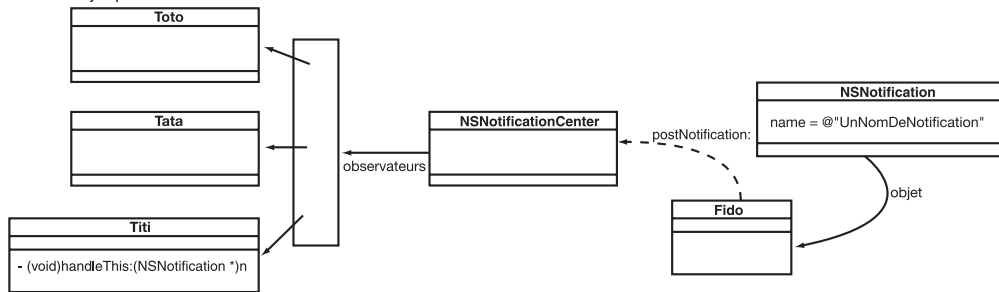 Toto
Tata
Titi
- (void)handleThis:(NSNotification *)n
observateurs
NSNotificationCenter
postNotification:
NSNotification
name = @"UnNomDeNotification"
objet
Fido